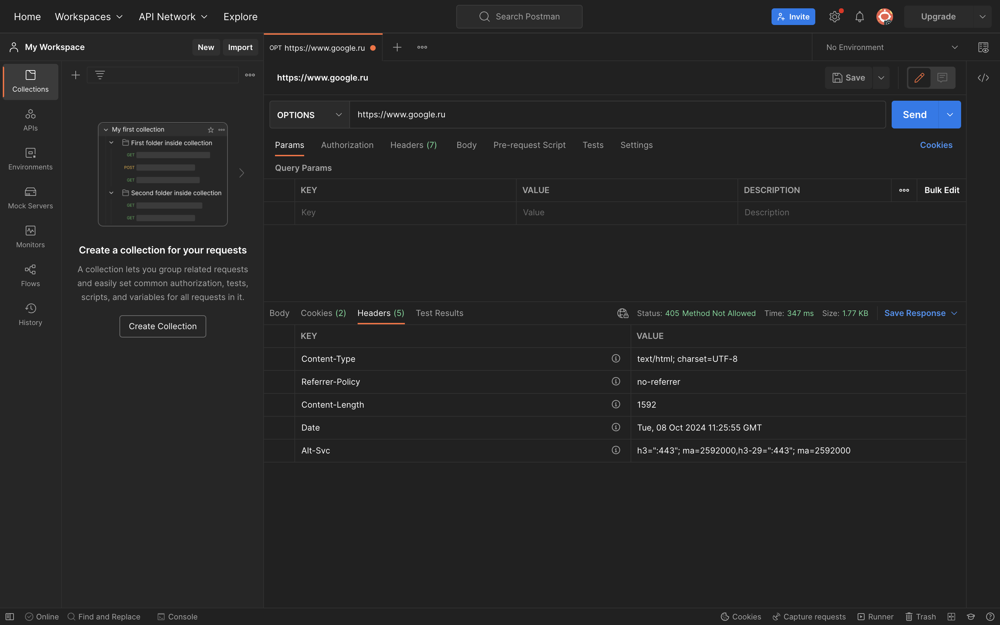 Home Workspaces API Network Explore Search Postman Invite Upgrade
My Workspace New Import
OPT https://www.google.ru No Environment
Collections
APIs
Environments
Mock Servers
Monitors
Flows
History
My first collection
First folder inside collection
GET
POST
GET
Second folder inside collection
GET
GET
Create a collection for your requests
A collection lets you group related requests
and easily set common authorization, tests,
scripts, and variables for all requests in it.
Create Collection
https://www.google.ru Save
OPTIONS https://www.google.ru Send
Params Authorization Headers (7) Body Pre-request Script Tests Settings Cookies
Query Params
KEY VALUE DESCRIPTION Bulk Edit
Key Value Description
Body Cookies (2) Headers (5) Test Results Status: 405 Method Not Allowed Time: 347 ms Size: 1.77 KB Save Response
KEY VALUE
Content-Type text/html; charset=UTF-8
Referrer-Policy no-referrer
Content-Length 1592
Date Tue, 08 Oct 2024 11:25:55 GMT
Alt-Svc h3=":443"; ma=2592000,h3-29=":443"; ma=2592000
Online Find and Replace Console Cookies Capture requests Runner Trash